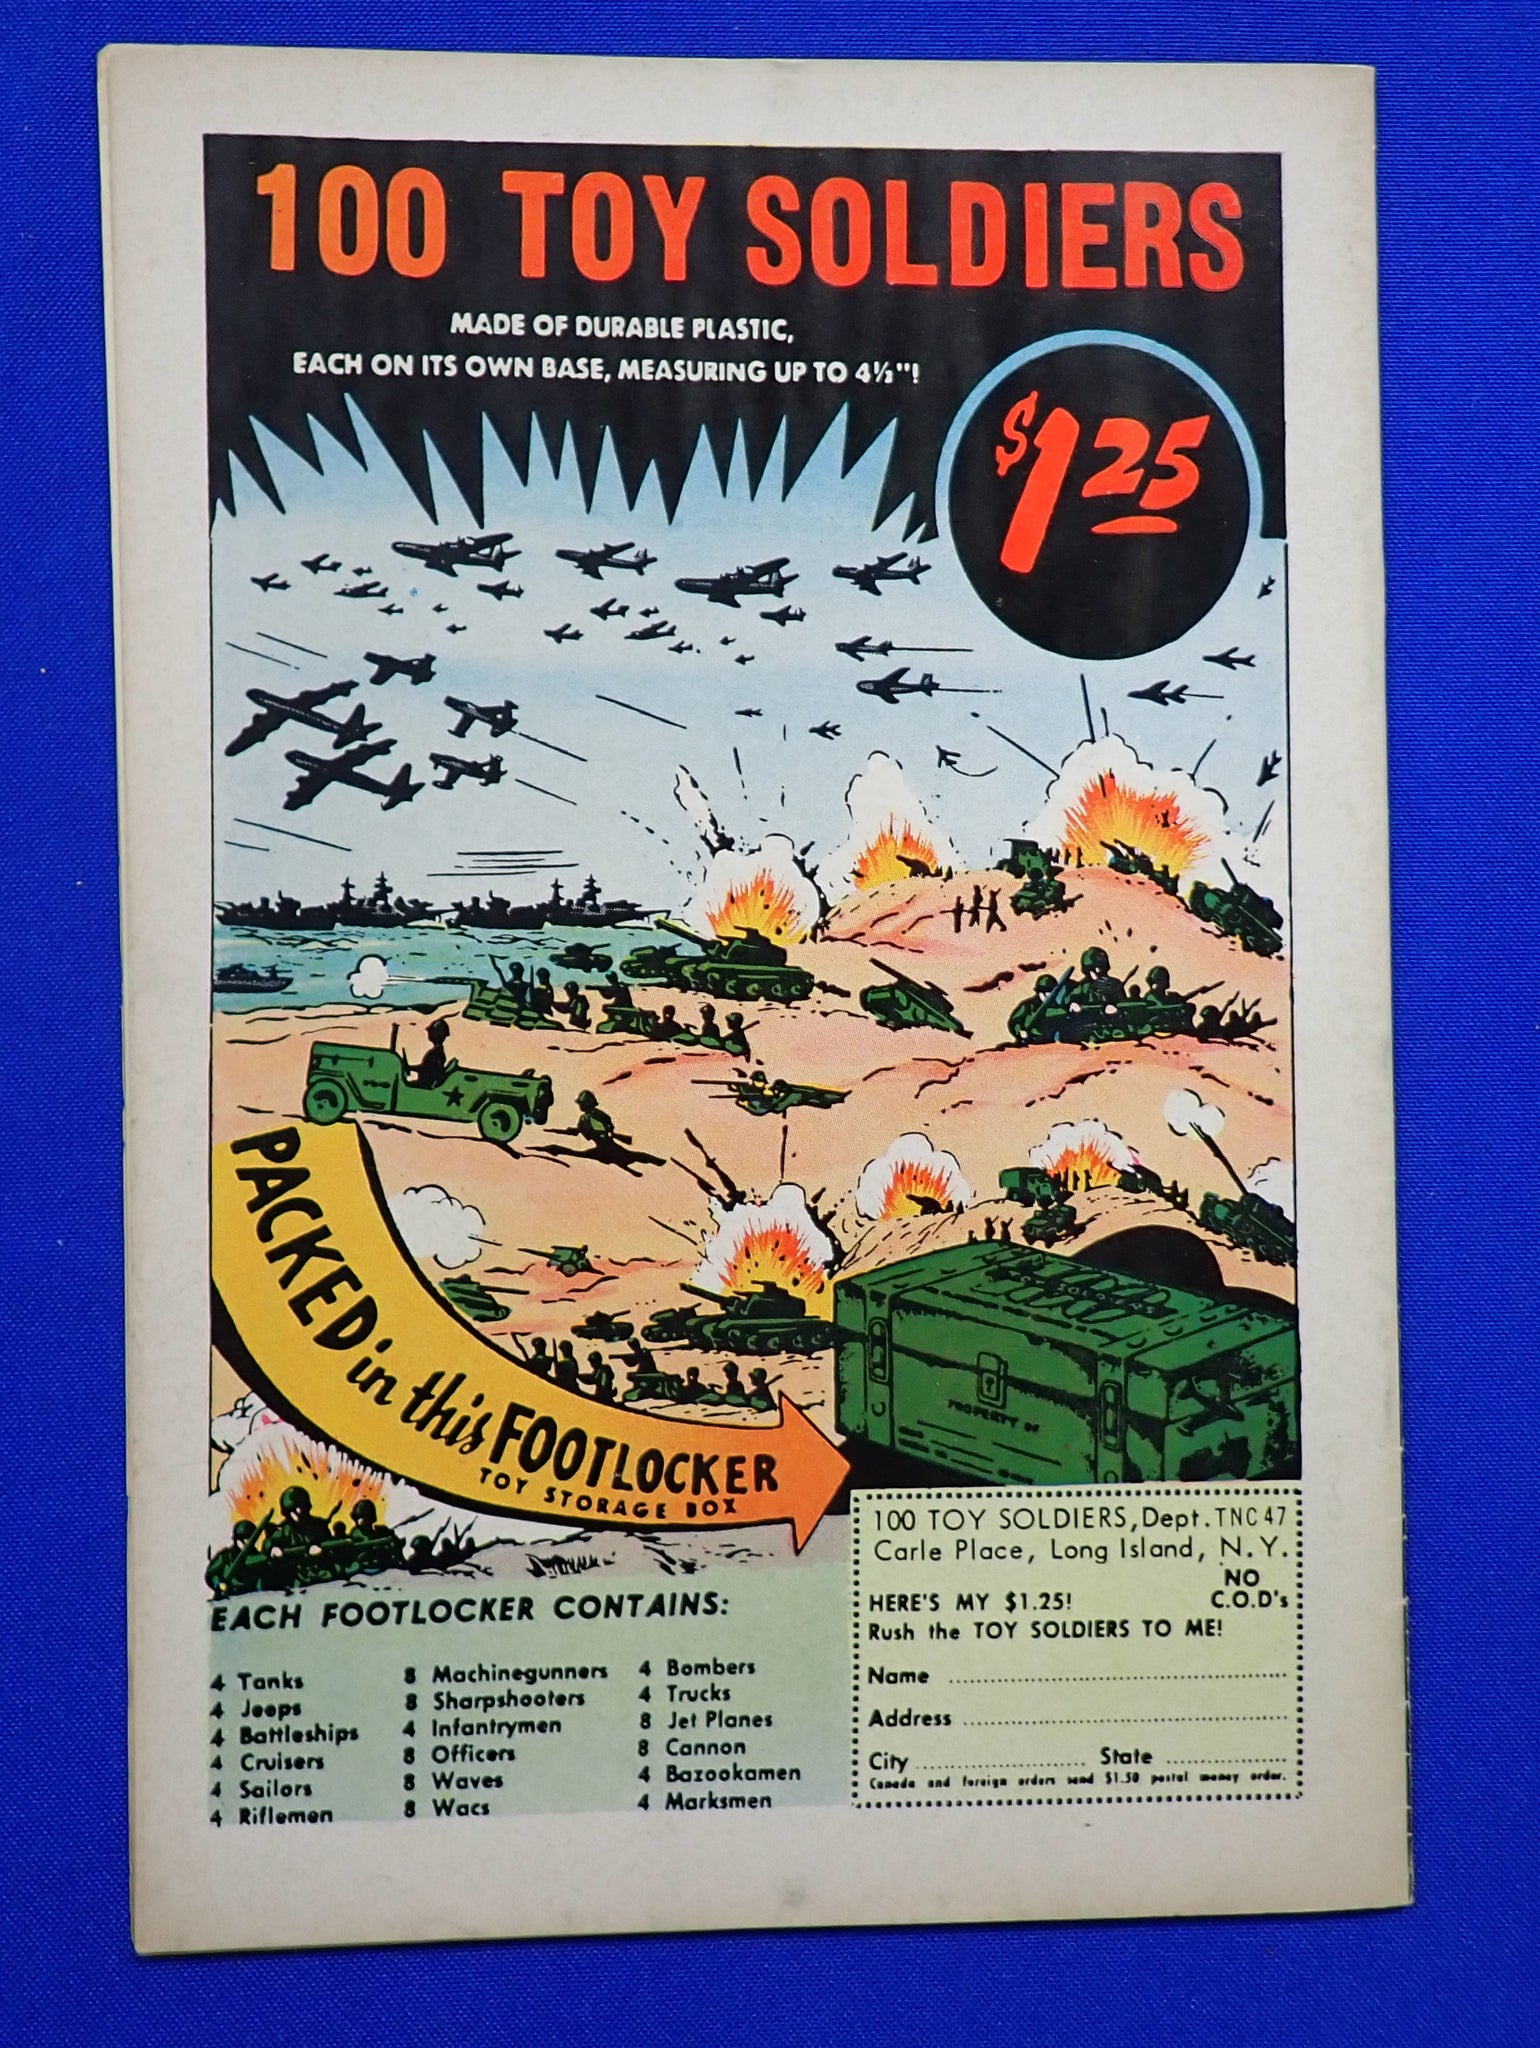 100 TOY SOLDIERS
MADE OF DURABLE PLASTIC,
EACH ON ITS OWN BASE, MEASURING UP TO 4½"!
$1.25
PACKED in this FOOTLOCKER
TOY STORAGE BOX
PROPERTY OF
100 TOY SOLDIERS, Dept. TNC 47
Carle Place, Long Island, N.Y.
NO
HERE'S MY $1.25! C.O.D's
Rush the TOY SOLDIERS TO ME!
Name
Address
City State
Canada and foreign orders send $1.50 postal money order.
EACH FOOTLOCKER CONTAINS:
4 Tanks
4 Jeeps
4 Battleships
4 Cruisers
4 Sailors
4 Riflemen
8 Machinegunners
8 Sharpshooters
4 Infantrymen
8 Officers
8 Waves
8 Wacs
4 Bombers
4 Trucks
8 Jet Planes
8 Cannon
4 Bazookamen
4 Marksmen